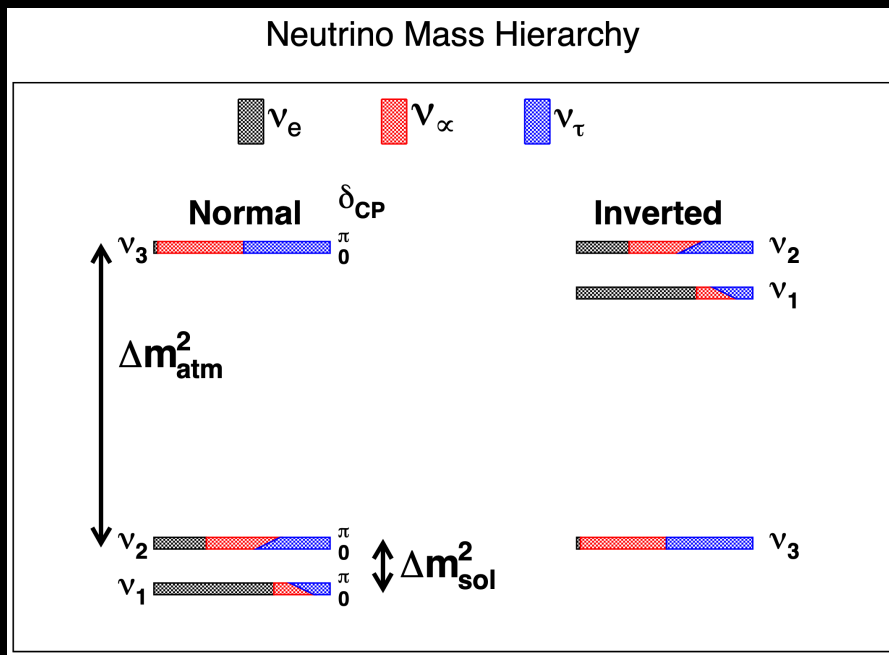 Neutrino Mass Hierarchy
νe ν∝ ντ
Normal δCP Inverted
ν3 π 0 ν2
ν1
Δm²atm
ν2 π 0 Δm²sol ν3
ν1 π 0